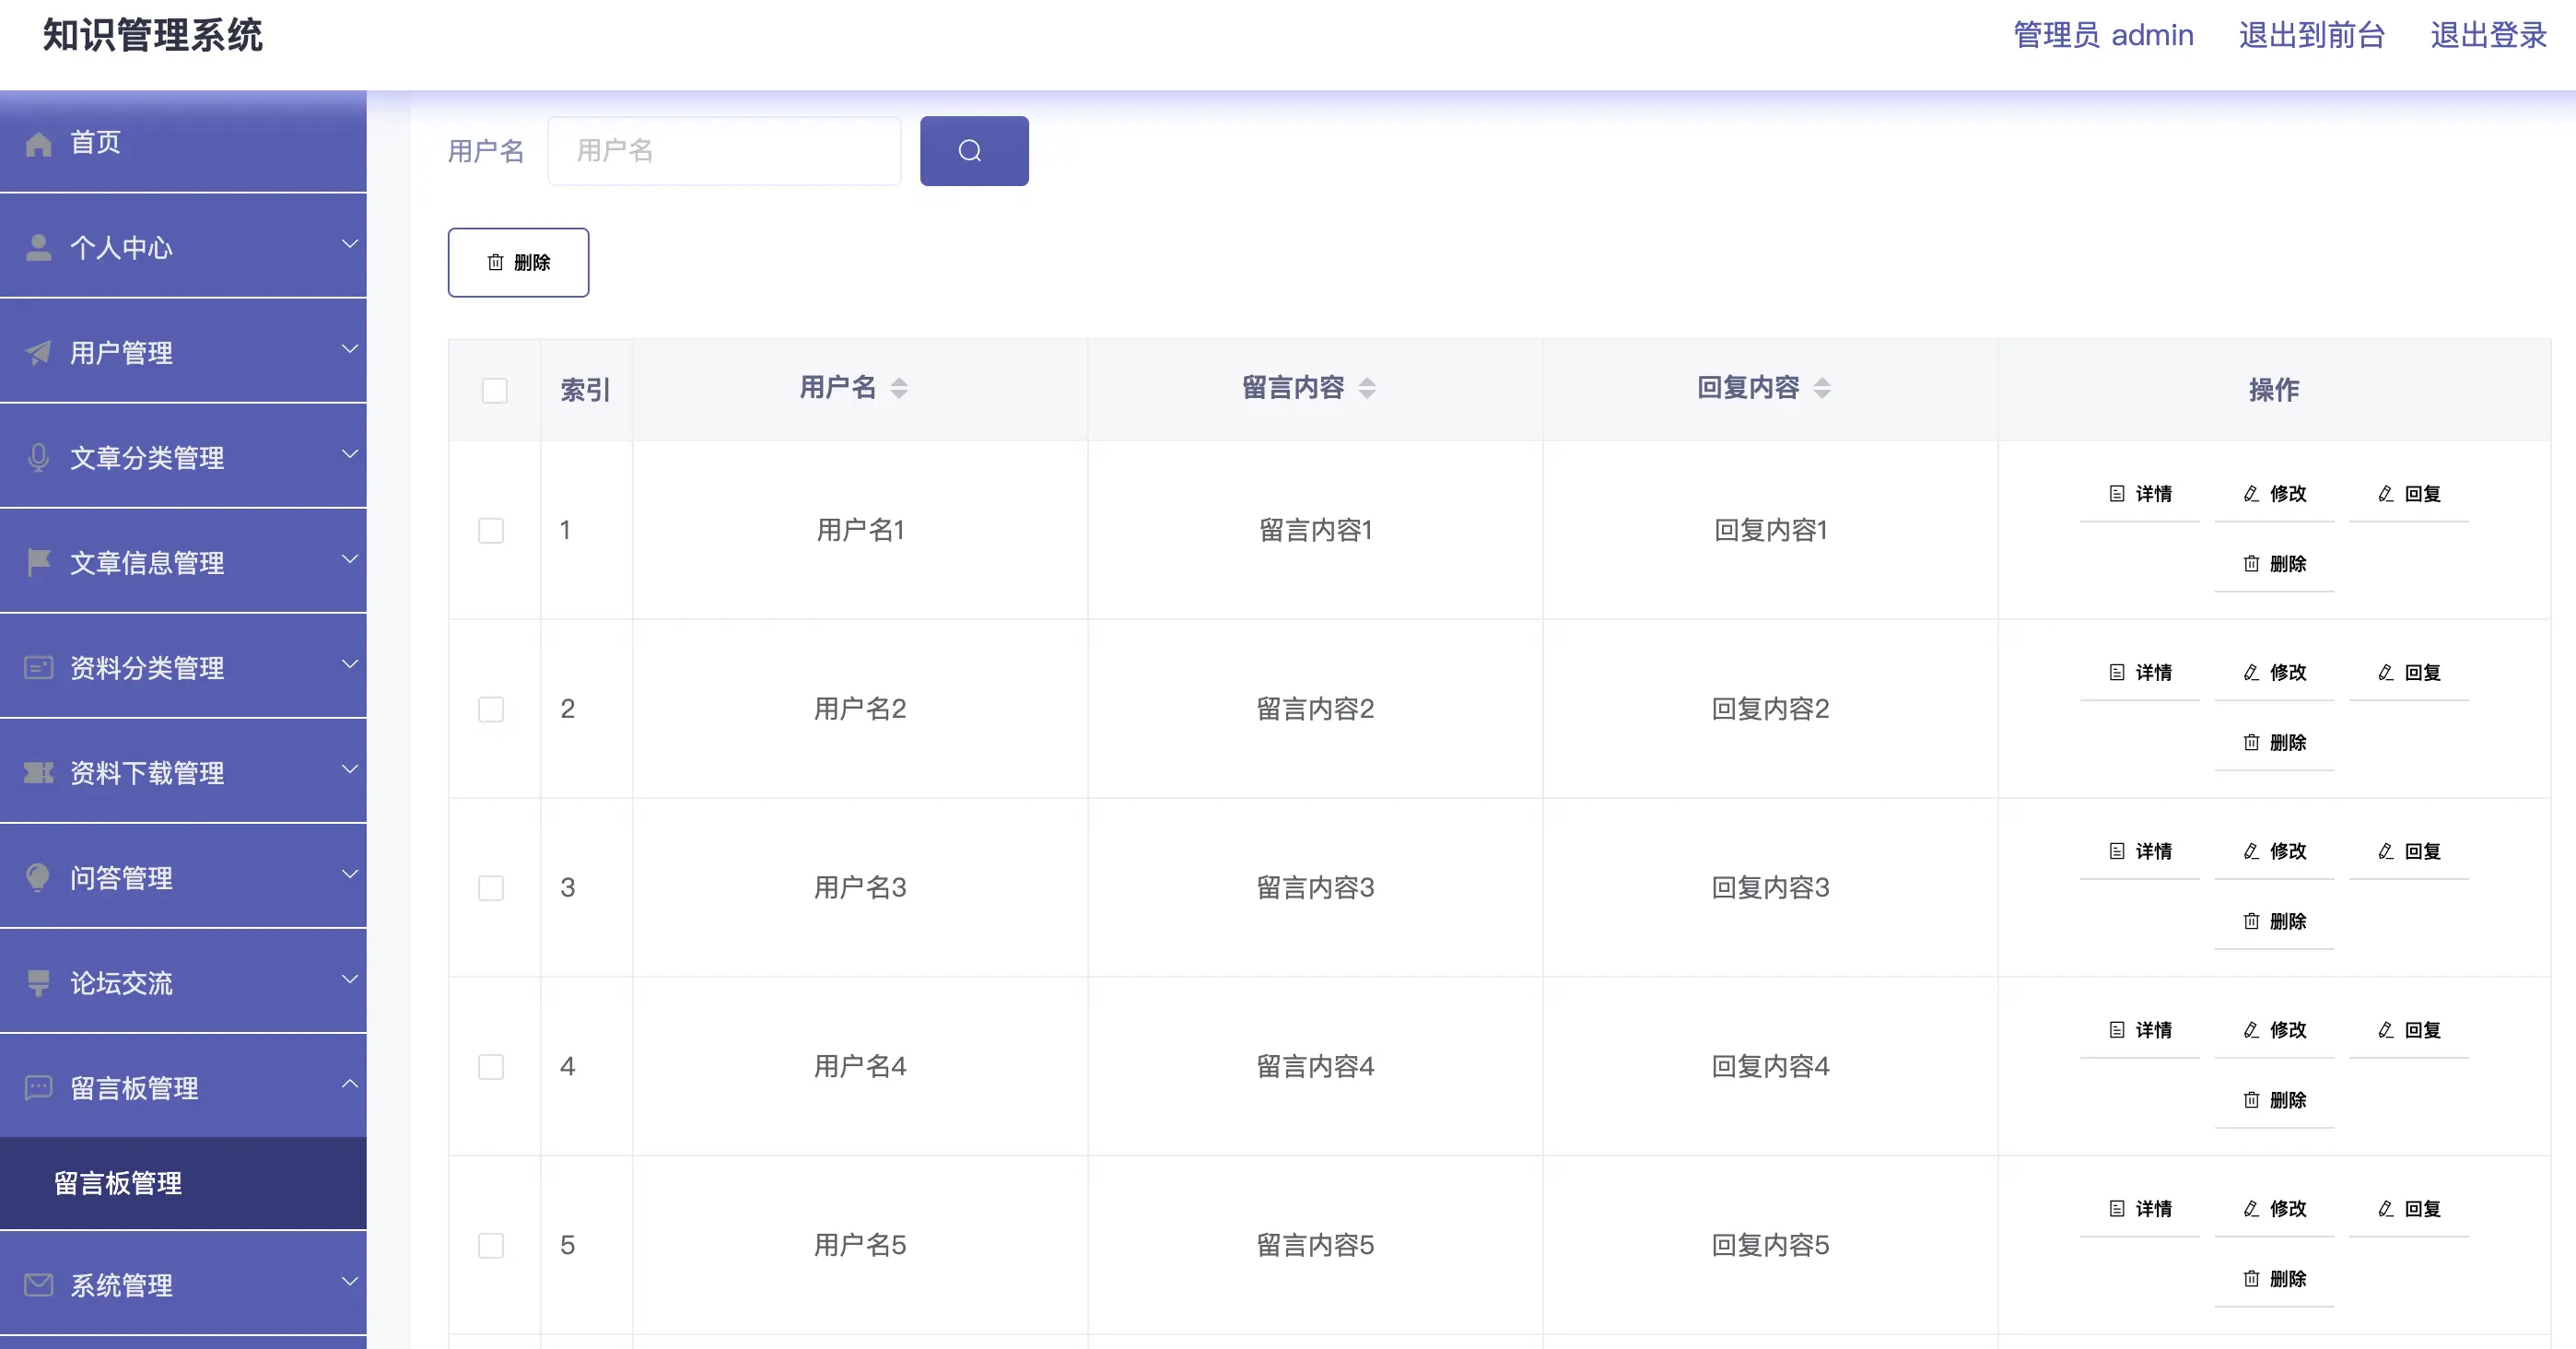 知识管理系统
管理员 admin 退出到前台 退出登录
首页
个人中心
用户管理
文章分类管理
文章信息管理
资料分类管理
资料下载管理
问答管理
论坛交流
留言板管理
留言板管理
系统管理
用户名 用户名
删除
索引 用户名 留言内容 回复内容 操作
1 用户名1 留言内容1 回复内容1 详情 修改 回复
删除
2 用户名2 留言内容2 回复内容2 详情 修改 回复
删除
3 用户名3 留言内容3 回复内容3 详情 修改 回复
删除
4 用户名4 留言内容4 回复内容4 详情 修改 回复
删除
5 用户名5 留言内容5 回复内容5 详情 修改 回复
删除